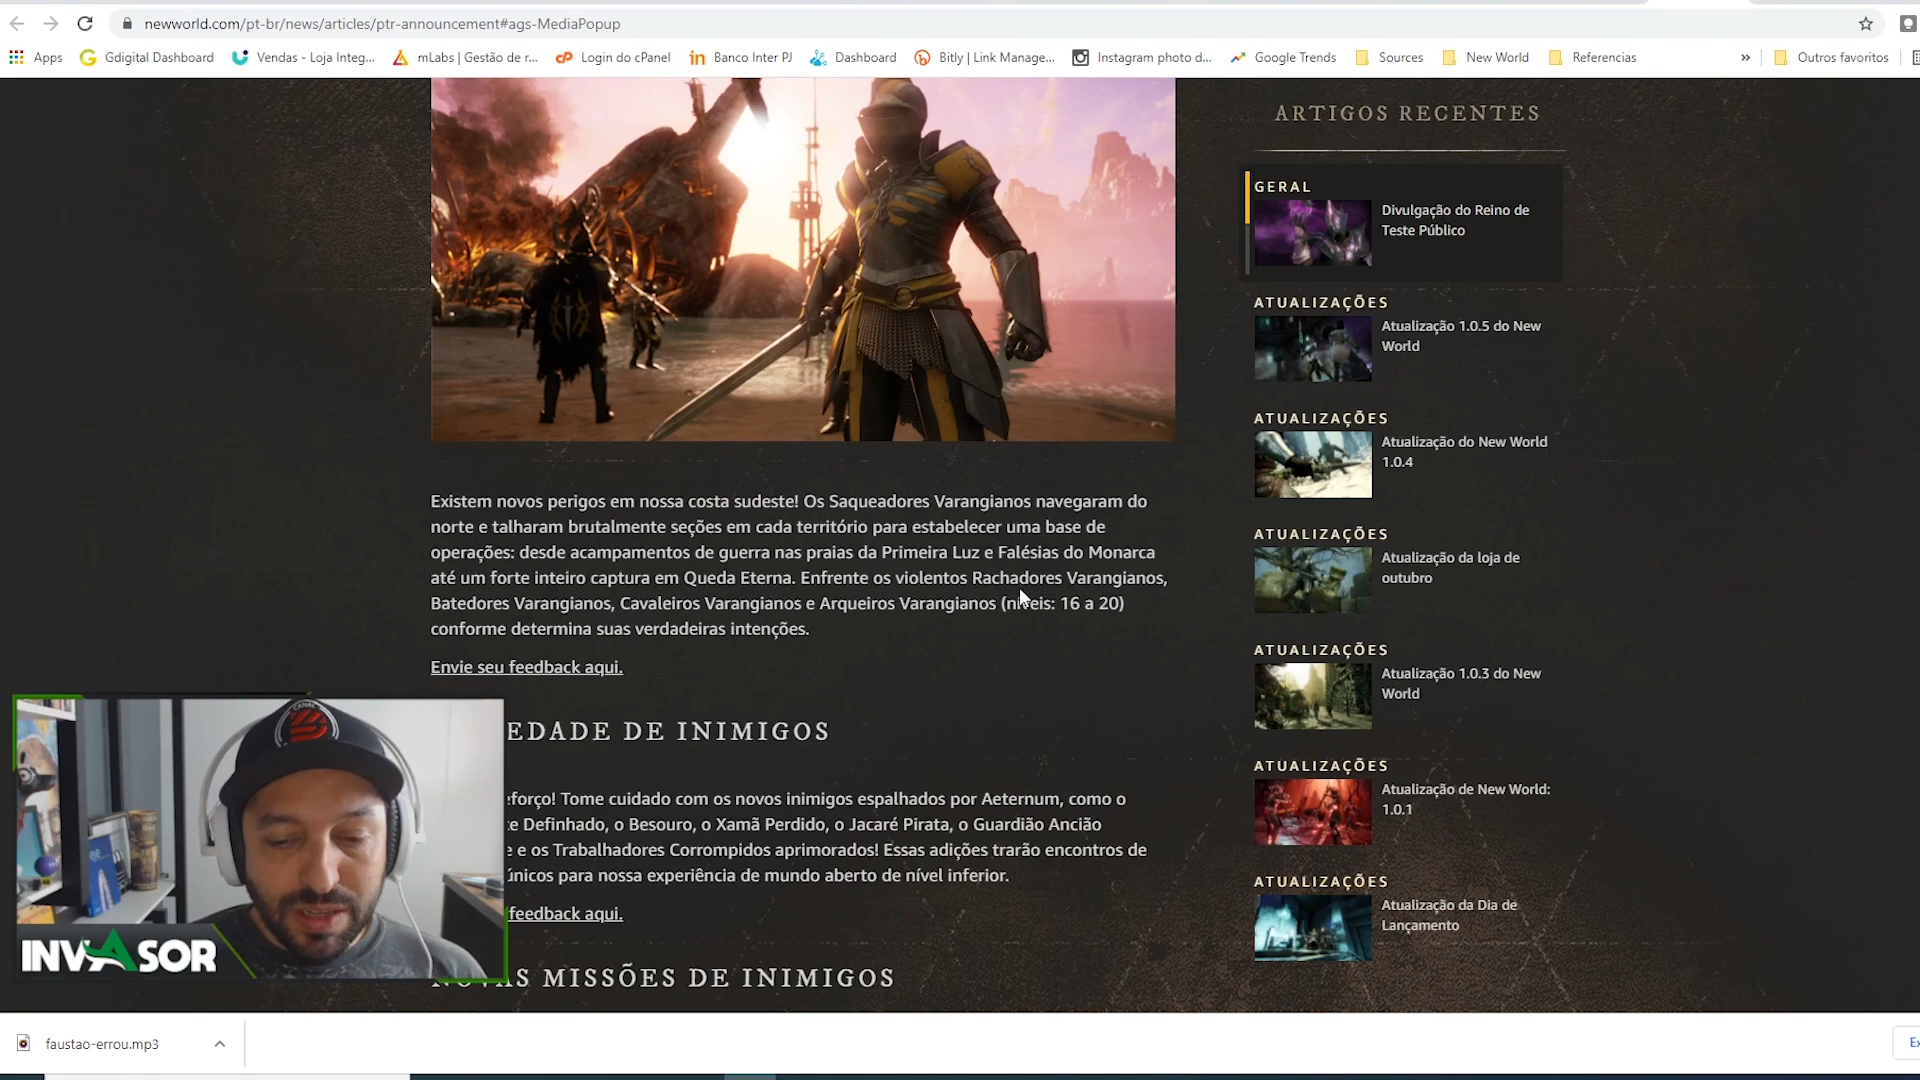 newworld.com/pt-br/news/articles/ptr-announcement#ags-MediaPopup
Apps
Gdigital Dashboard
Vendas - Loja Integ...
mLabs | Gestão de r...
Login do cPanel
Banco Inter PJ
Dashboard
Bitly | Link Manage...
Instagram photo d...
Google Trends
Sources
New World
Referencias
»
Outros favoritos
Existem novos perigos em nossa costa sudeste! Os Saqueadores Varangianos navegaram do
norte e talharam brutalmente seções em cada território para estabelecer uma base de
operações: desde acampamentos de guerra nas praias da Primeira Luz e Falésias do Monarca
até um forte inteiro captura em Queda Eterna. Enfrente os violentos Rachadores Varangianos,
Batedores Varangianos, Cavaleiros Varangianos e Arqueiros Varangianos (níveis: 16 a 20)
conforme determina suas verdadeiras intenções.
Envie seu feedback aqui.
EDADE DE INIMIGOS
eforço! Tome cuidado com os novos inimigos espalhados por Aeternum, como o
Definhado, o Besouro, o Xamã Perdido, o Jacaré Pirata, o Guardião Ancião
e os Trabalhadores Corrompidos aprimorados! Essas adições trarão encontros de
únicos para nossa experiência de mundo aberto de nível inferior.
feedback aqui.
NOVAS MISSÕES DE INIMIGOS
ARTIGOS RECENTES
GERAL
Divulgação do Reino de
Teste Público
ATUALIZAÇÕES
Atualização 1.0.5 do New
World
ATUALIZAÇÕES
Atualização do New World
1.0.4
ATUALIZAÇÕES
Atualização da loja de
outubro
ATUALIZAÇÕES
Atualização 1.0.3 do New
World
ATUALIZAÇÕES
Atualização de New World:
1.0.1
ATUALIZAÇÕES
Atualização da Dia de
Lançamento
CANAL
INVASOR
faustao-errou.mp3
Ex